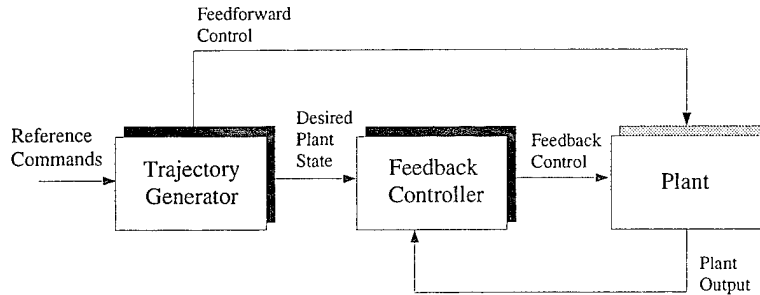 Feedforward
Control
Reference
Commands
Trajectory
Generator
Desired
Plant
State
Feedback
Controller
Feedback
Control
Plant
Plant
Output